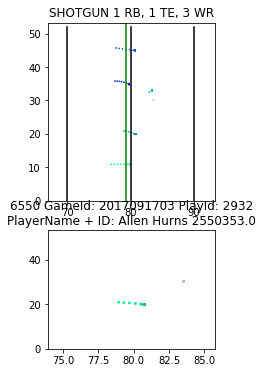 SHOTGUN 1 RB, 1 TE, 3 WR
50
40
30
20
10
0
70 80 90
6550 GameId: 2017091703 PlayId: 2932
PlayerName + ID: Allen Hurns 2550353.0
40
20
0
75.0 77.5 80.0 82.5 85.0